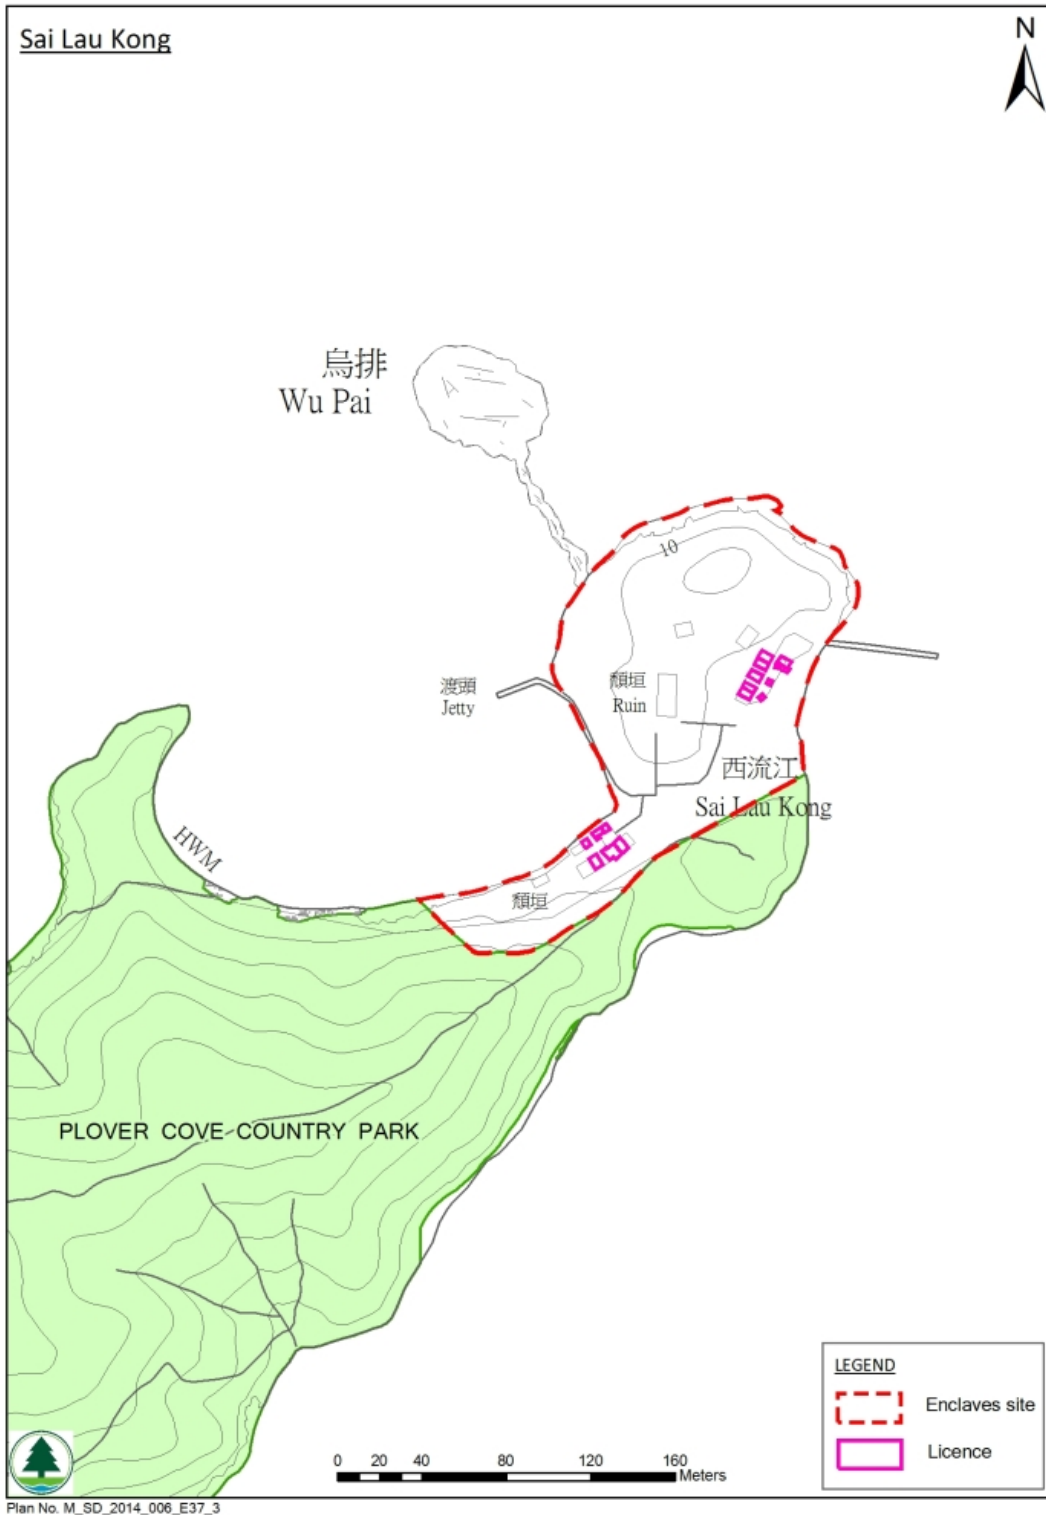 Sai Lau Kong
N
烏排
Wu Pai
10
渡頭
Jetty
頹垣
Ruin
西流江
Sai Lau Kong
HWM
頹垣
PLOVER COVE COUNTRY PARK
LEGEND
Enclaves site
Licence
0 20 40 80 120 160
Meters
Plan No. M_SD_2014_006_E37_3